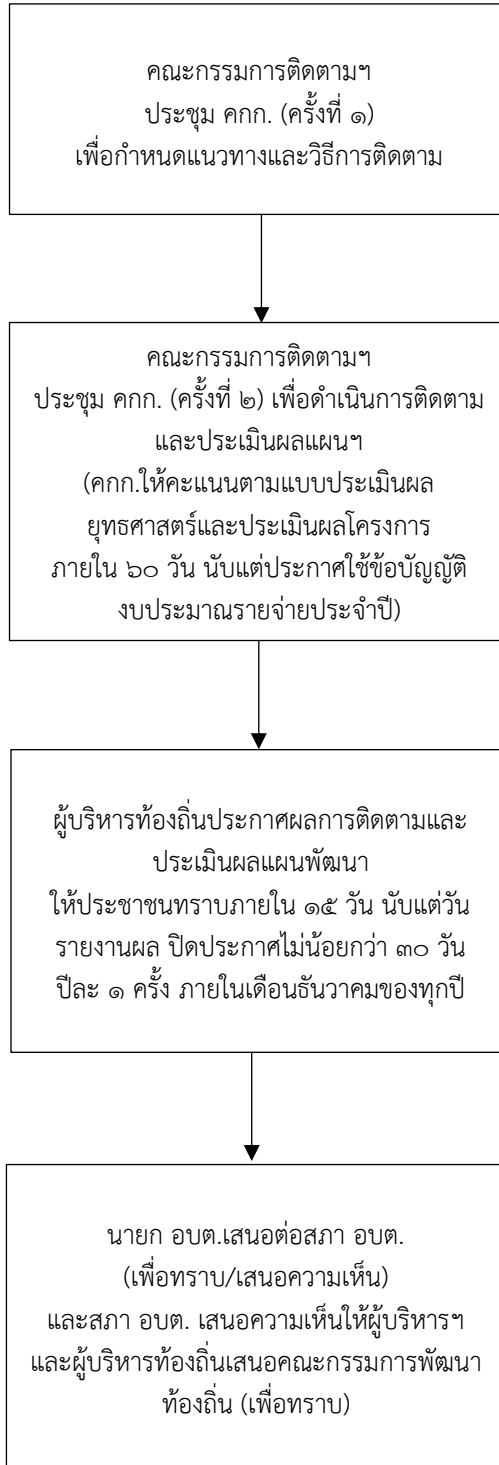 คณะกรรมการติดตามฯ
ประชุม คกก. (ครั้งที่ ๑)
เพื่อกำหนดแนวทางและวิธีการติดตาม
คณะกรรมการติดตามฯ
ประชุม คกก. (ครั้งที่ ๒) เพื่อดำเนินการติดตาม
และประเมินผลแผนฯ
(คกก.ให้คะแนนตามแบบประเมินผล
ยุทธศาสตร์และประเมินผลโครงการ
ภายใน ๖๐ วัน นับแต่ประกาศใช้ข้อบัญญัติ
งบประมาณรายจ่ายประจำปี)
ผู้บริหารท้องถิ่นประกาศผลการติดตามและ
ประเมินผลแผนพัฒนา
ให้ประชาชนทราบภายใน ๑๕ วัน นับแต่วัน
รายงานผล ปิดประกาศไม่น้อยกว่า ๓๐ วัน
ปีละ ๑ ครั้ง ภายในเดือนธันวาคมของทุกปี
นายก อบต.เสนอต่อสภา อบต.
(เพื่อทราบ/เสนอความเห็น)
และสภา อบต. เสนอความเห็นให้ผู้บริหารฯ
และผู้บริหารท้องถิ่นเสนอคณะกรรมการพัฒนา
ท้องถิ่น (เพื่อทราบ)